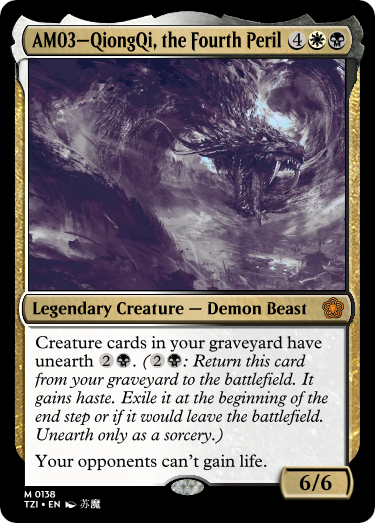 AM03—QiongQi, the Fourth Peril 4
Legendary Creature — Demon Beast
Creature cards in your graveyard have
unearth 2. (2: Return this card
from your graveyard to the battlefield. It
gains haste. Exile it at the beginning of the
end step or if it would leave the battlefield.
Unearth only as a sorcery.)
Your opponents can't gain life.
6/6
M 0138
TZI • EN 苏魔